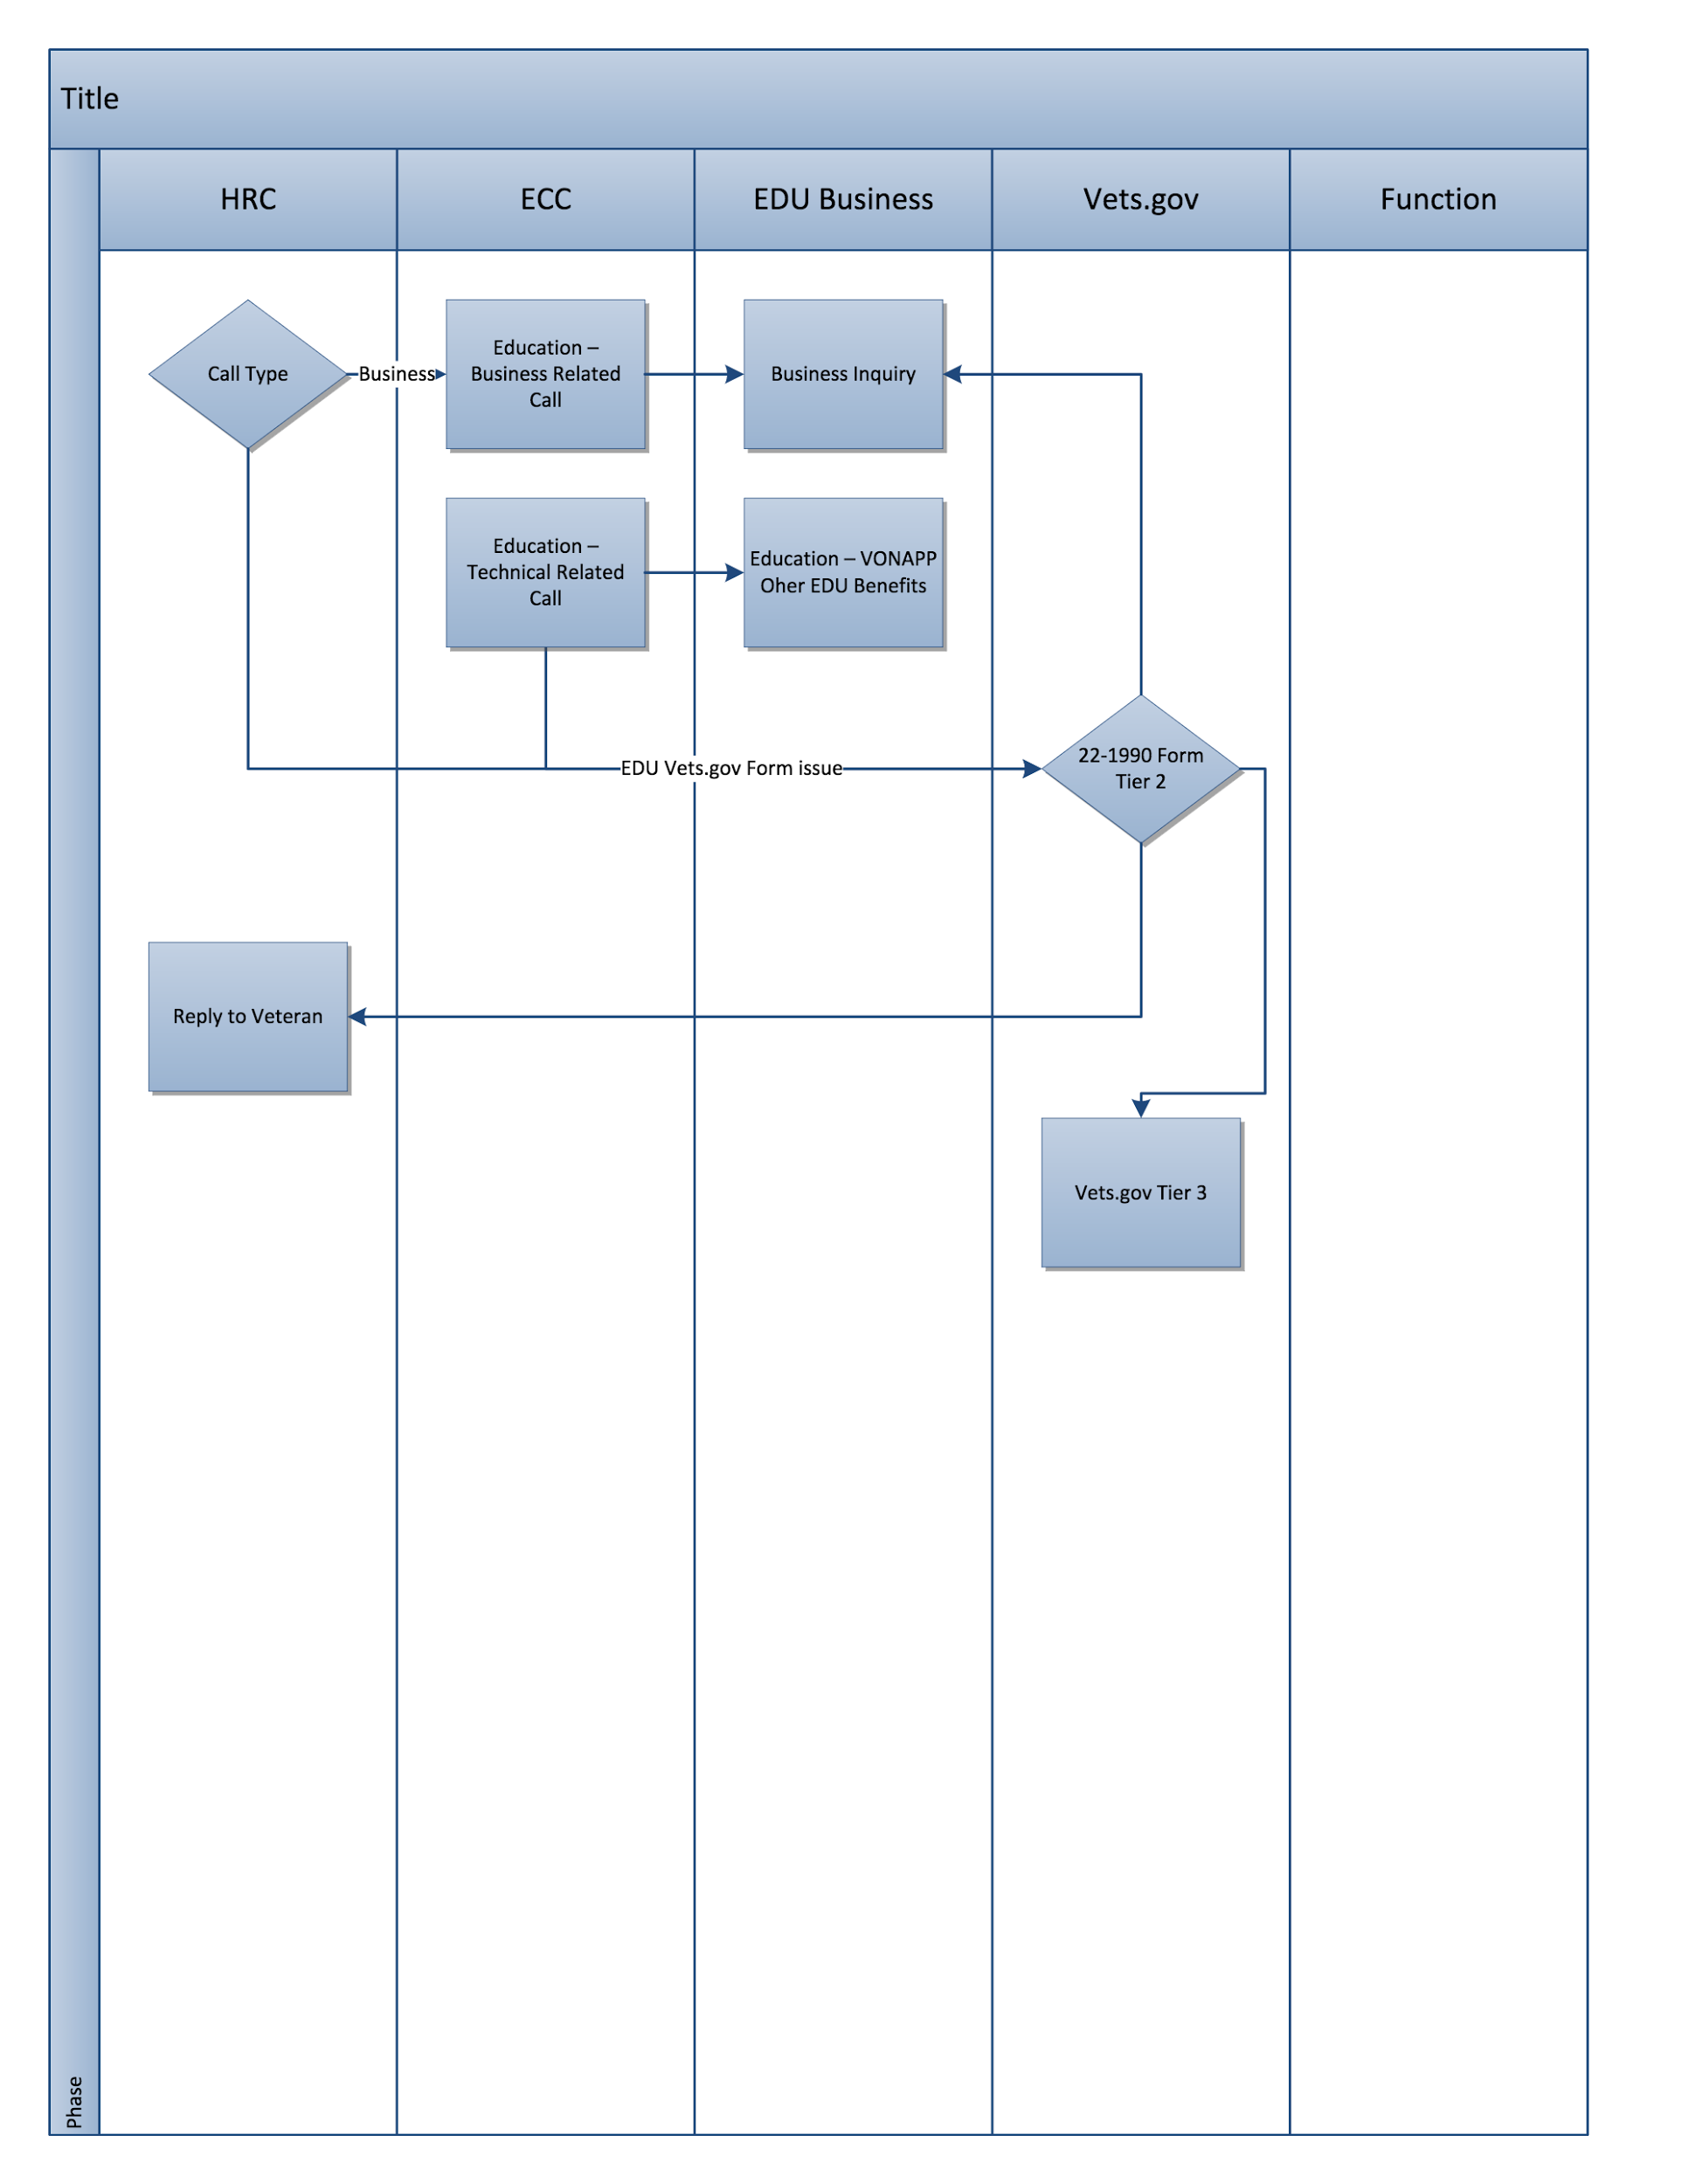 Title
HRC
ECC
EDU Business
Vets.gov
Function
Call Type
Business
Education –
Business Related
Call
Business Inquiry
Education –
Technical Related
Call
Education – VONAPP
Oher EDU Benefits
EDU Vets.gov Form issue
22-1990 Form
Tier 2
Reply to Veteran
Vets.gov Tier 3
Phase